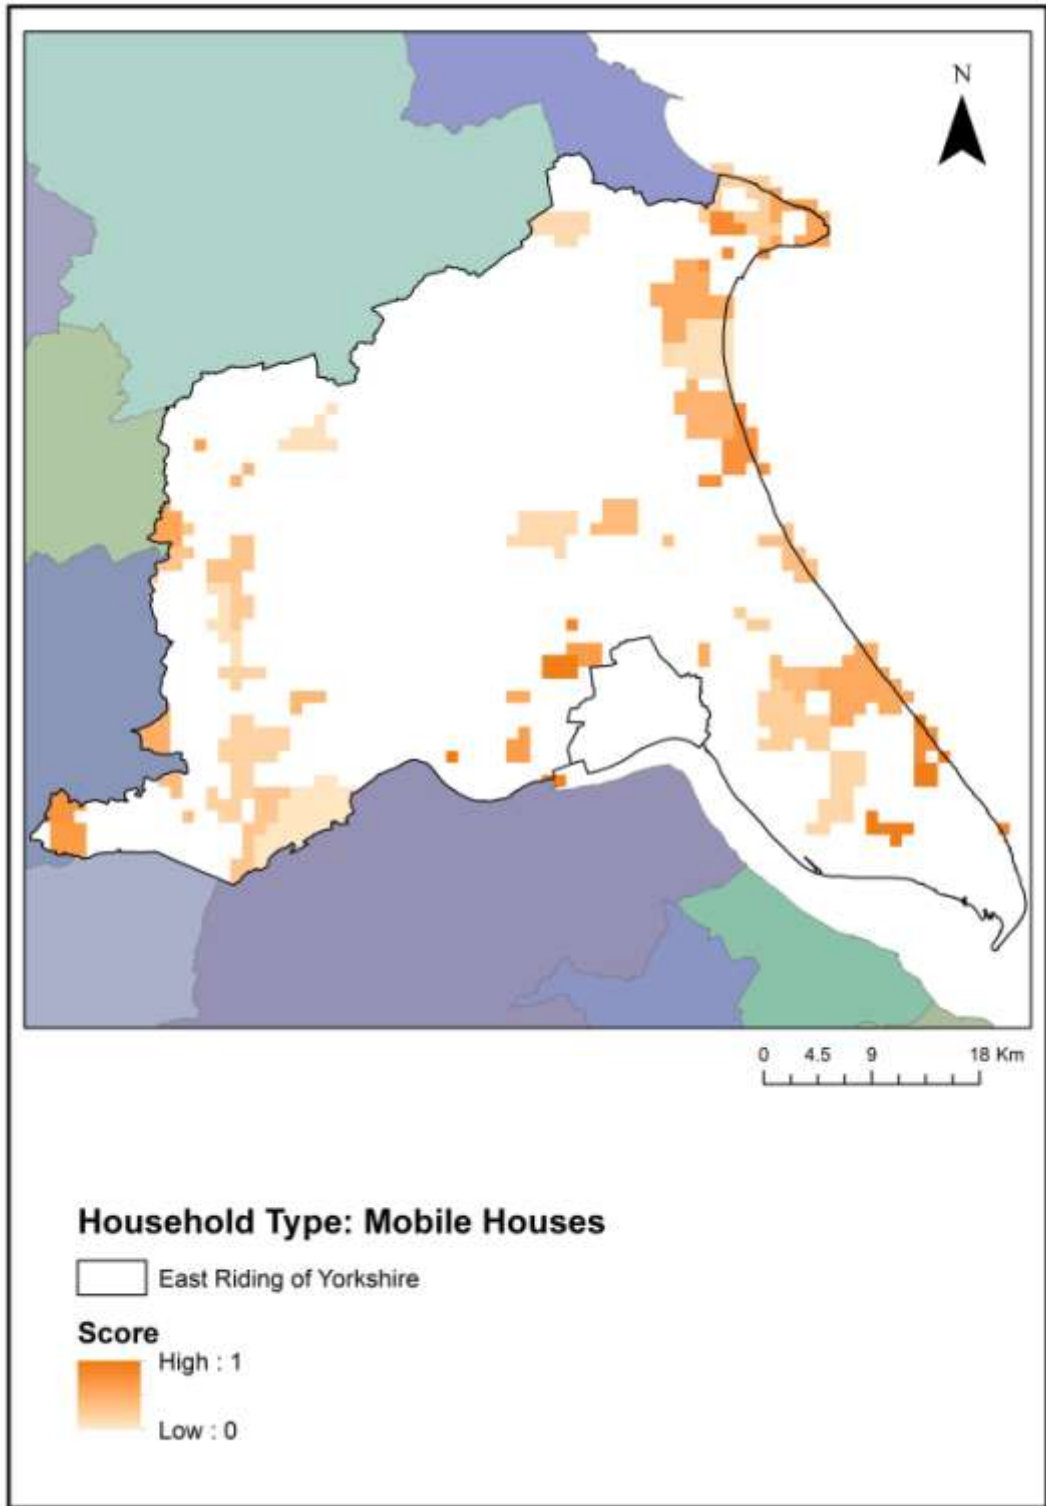 N
0 4.5 9 18 Km
Household Type: Mobile Houses
East Riding of Yorkshire
Score
High : 1
Low : 0